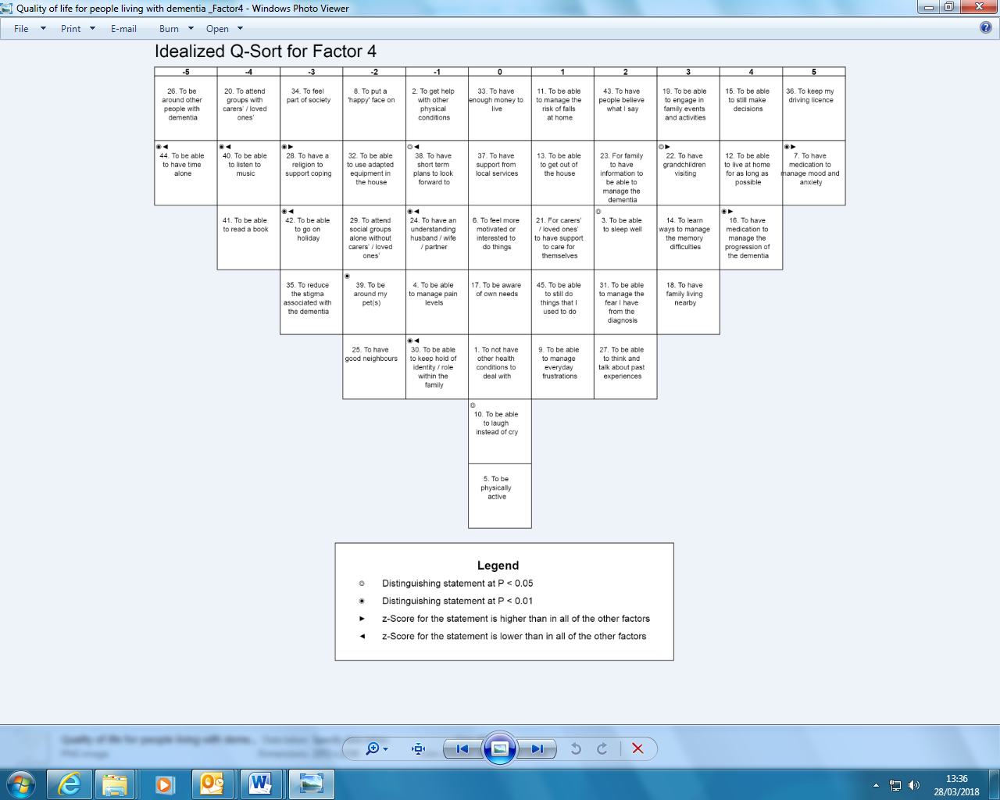 Quality of life for people living with dementia _Factor4 - Windows Photo Viewer
File Print E-mail Burn Open
Idealized Q-Sort for Factor 4
-5 -4 -3 -2 -1 0 1 2 3 4 5
26. To be
around other
people with
dementia
20. To attend
groups with
carers' / loved
ones'
34. To feel
part of society
8. To put a
'happy' face on
2. To get help
with other
physical
conditions
33. To have
enough money to
live
11. To be able
to manage the
risk of falls
at home
43. To have
people believe
what I say
19. To be able
to engage in
family events
and activities
15. To be able
to still make
decisions
36. To keep my
driving licence
◉◄
44. To be able
to have time
alone
◉◄
40. To be able
to listen to
music
◉►
28. To have a
religion to
support coping
32. To be able
to use adapted
equipment in
the house
◎◄
38. To have
short term
plans to look
forward to
37. To have
support from
local services
13. To be able
to get out of
the house
23. For family
to have
information to
be able to
manage the
dementia
◎►
22. To have
grandchildren
visiting
12. To be able
to live at home
for as long as
possible
◉►
7. To have
medication to
manage mood and
anxiety
41. To be able
to read a book
◉◄
42. To be able
to go on
holiday
29. To attend
social groups
alone without
carers' / loved
ones'
◉◄
24. To have an
understanding
husband / wife
/ partner
6. To feel more
motivated or
interested to
do things
21. For carers'
/ loved ones'
to have support
to care for
themselves
◎
3. To be able
to sleep well
14. To learn
ways to manage
the memory
difficulties
◉►
16. To have
medication to
manage the
progression of
the dementia
35. To reduce
the stigma
associated with
the dementia
◉
39. To be
around my
pet(s)
4. To be able
to manage pain
levels
17. To be aware
of own needs
45. To be able
to still do
things that I
used to do
31. To be able
to manage the
fear I have
from the
diagnosis
18. To have
family living
nearby
25. To have
good neighbours
◉◄
30. To be able
to keep hold of
identity / role
within the
family
1. To not have
other health
conditions to
deal with
9. To be able
to manage
everyday
frustrations
27. To be able
to think and
talk about past
experiences
◎
10. To be able
to laugh
instead of cry
5. To be
physically
active
Legend
◎ Distinguishing statement at P < 0.05
◉ Distinguishing statement at P < 0.01
► z-Score for the statement is higher than in all of the other factors
◄ z-Score for the statement is lower than in all of the other factors
Quality of life for people living with deme...
PNG image
13:36
28/03/2018